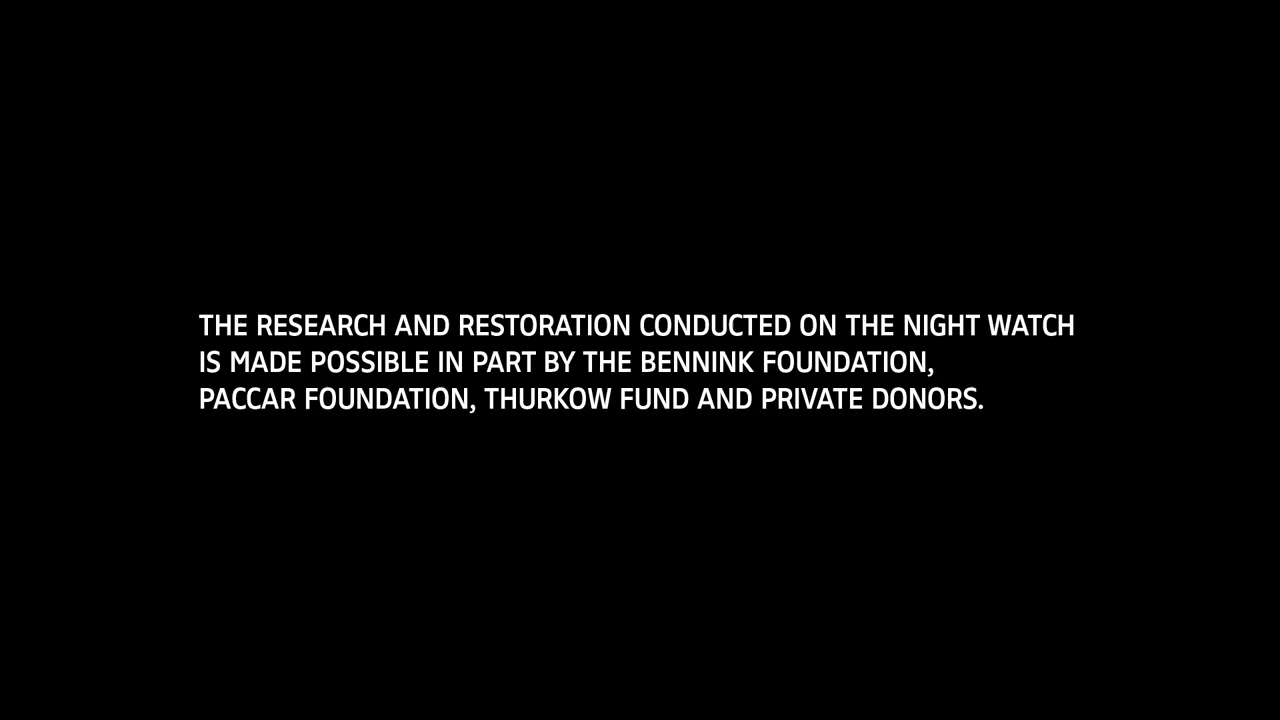 THE RESEARCH AND RESTORATION CONDUCTED ON THE NIGHT WATCH
IS MADE POSSIBLE IN PART BY THE BENNINK FOUNDATION,
PACCAR FOUNDATION, THURKOW FUND AND PRIVATE DONORS.